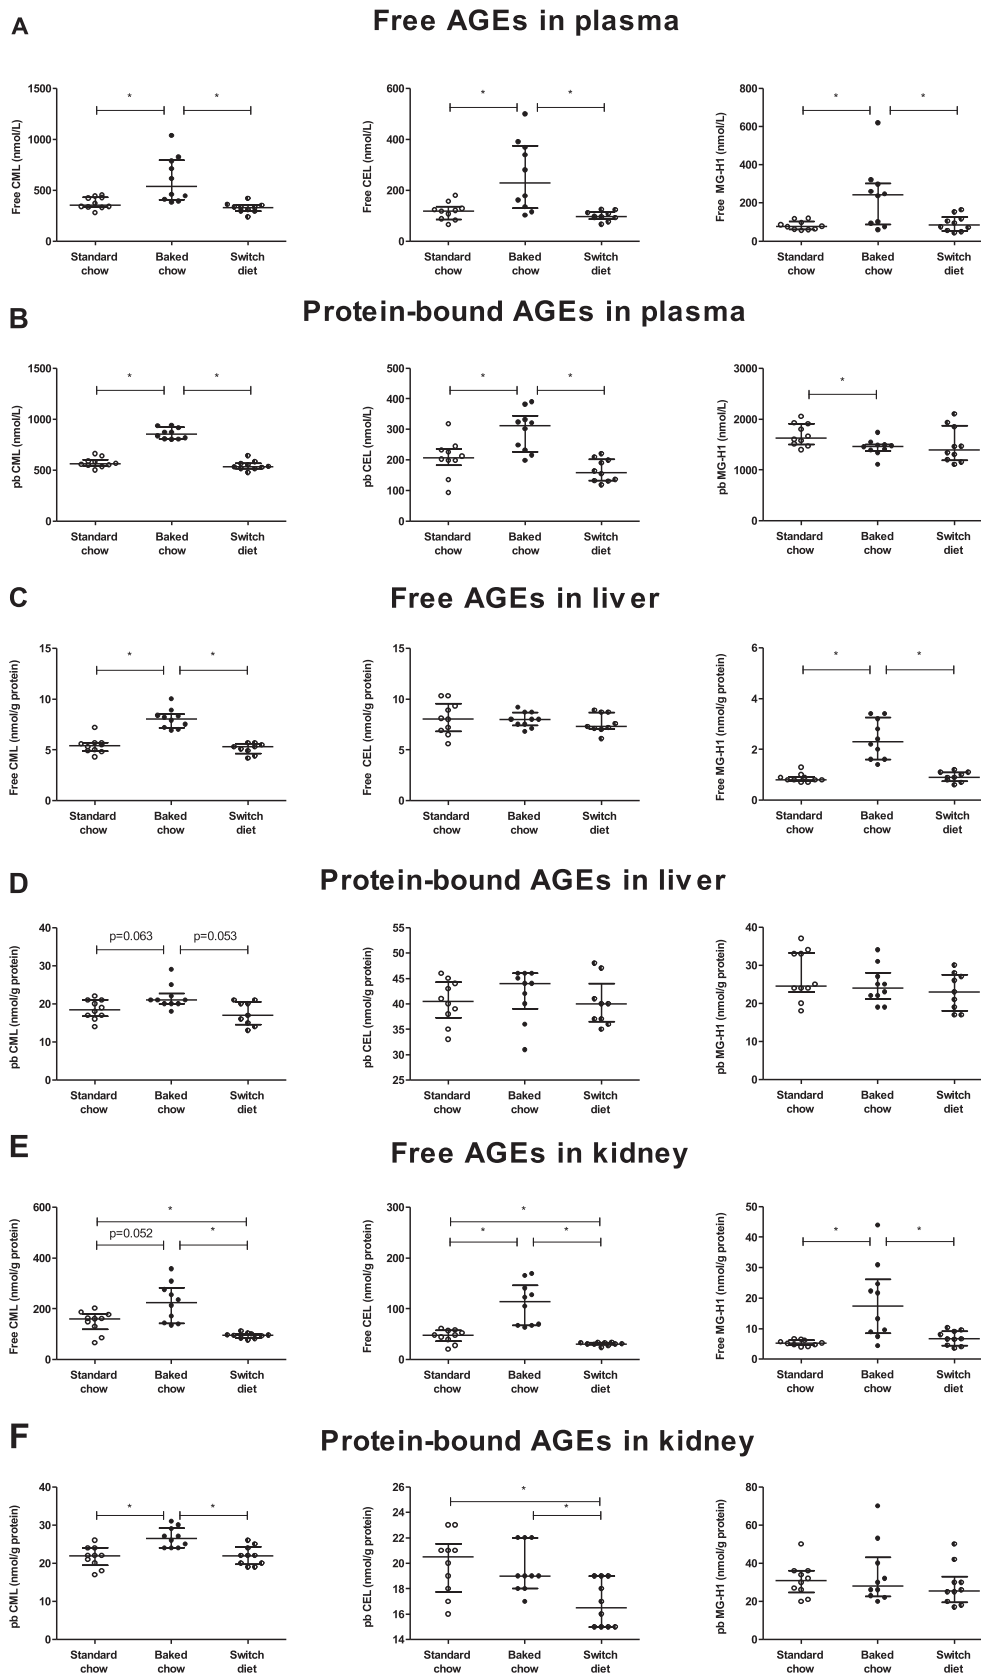 A
Free AGEs in plasma
Free CML (nmol/L)
1500
1000
500
0
*
*
Standard chow
Baked chow
Switch diet
Free CEL (nmol/L)
600
400
200
0
*
*
Standard chow
Baked chow
Switch diet
Free MG-H1 (nmol/L)
800
600
400
200
0
*
*
Standard chow
Baked chow
Switch diet
B
Protein-bound AGEs in plasma
pb CML (nmol/L)
1500
1000
500
0
*
*
Standard chow
Baked chow
Switch diet
pb CEL (nmol/L)
500
400
300
200
100
0
*
*
Standard chow
Baked chow
Switch diet
pb MG-H1 (nmol/L)
3000
2000
1000
0
*
Standard chow
Baked chow
Switch diet
C
Free AGEs in liver
Free CML (nmol/g protein)
15
10
5
0
*
*
Standard chow
Baked chow
Switch diet
Free CEL (nmol/g protein)
15
10
5
0
Standard chow
Baked chow
Switch diet
Free MG-H1 (nmol/g protein)
6
4
2
0
*
*
Standard chow
Baked chow
Switch diet
D
Protein-bound AGEs in liver
pb CML (nmol/g protein)
40
30
20
10
0
p=0.063
p=0.053
Standard chow
Baked chow
Switch diet
pb CEL (nmol/g protein)
55
50
45
40
35
30
25
Standard chow
Baked chow
Switch diet
pb MG-H1 (nmol/g protein)
40
30
20
10
0
Standard chow
Baked chow
Switch diet
E
Free AGEs in kidney
Free CML (nmol/g protein)
600
400
200
0
*
p=0.052
*
Standard chow
Baked chow
Switch diet
Free CEL (nmol/g protein)
300
200
100
0
*
*
*
Standard chow
Baked chow
Switch diet
Free MG-H1 (nmol/g protein)
50
40
30
20
10
0
*
*
Standard chow
Baked chow
Switch diet
F
Protein-bound AGEs in kidney
pb CML (nmol/g protein)
40
30
20
10
0
*
*
Standard chow
Baked chow
Switch diet
pb CEL (nmol/g protein)
26
24
22
20
18
16
14
*
*
Standard chow
Baked chow
Switch diet
pb MG-H1 (nmol/g protein)
80
60
40
20
0
Standard chow
Baked chow
Switch diet